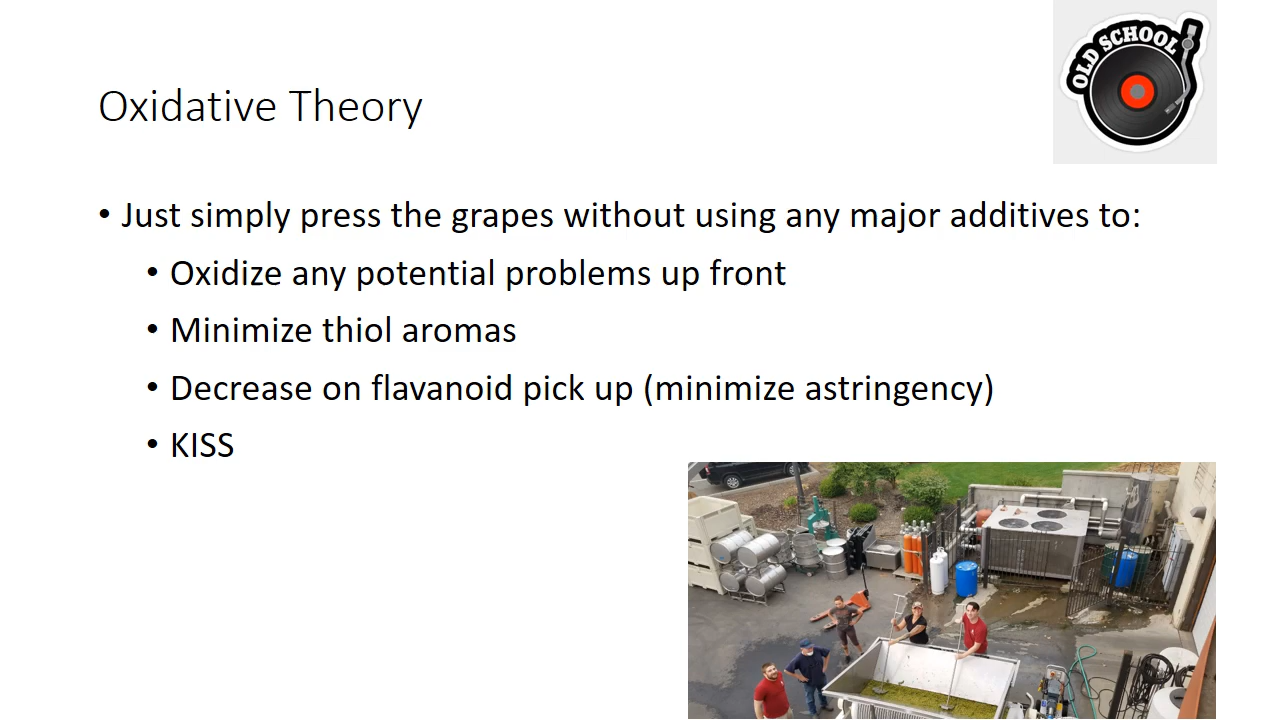 OLD SCHOOL
Oxidative Theory
• Just simply press the grapes without using any major additives to:
• Oxidize any potential problems up front
• Minimize thiol aromas
• Decrease on flavanoid pick up (minimize astringency)
• KISS